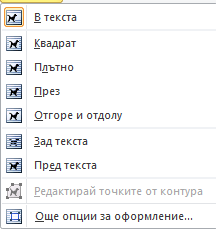 В текста
Квадрат
Плътно
През
Отгоре и отдолу
Зад текста
Пред текста
Редактирай точките от контура
Още опции за оформление...